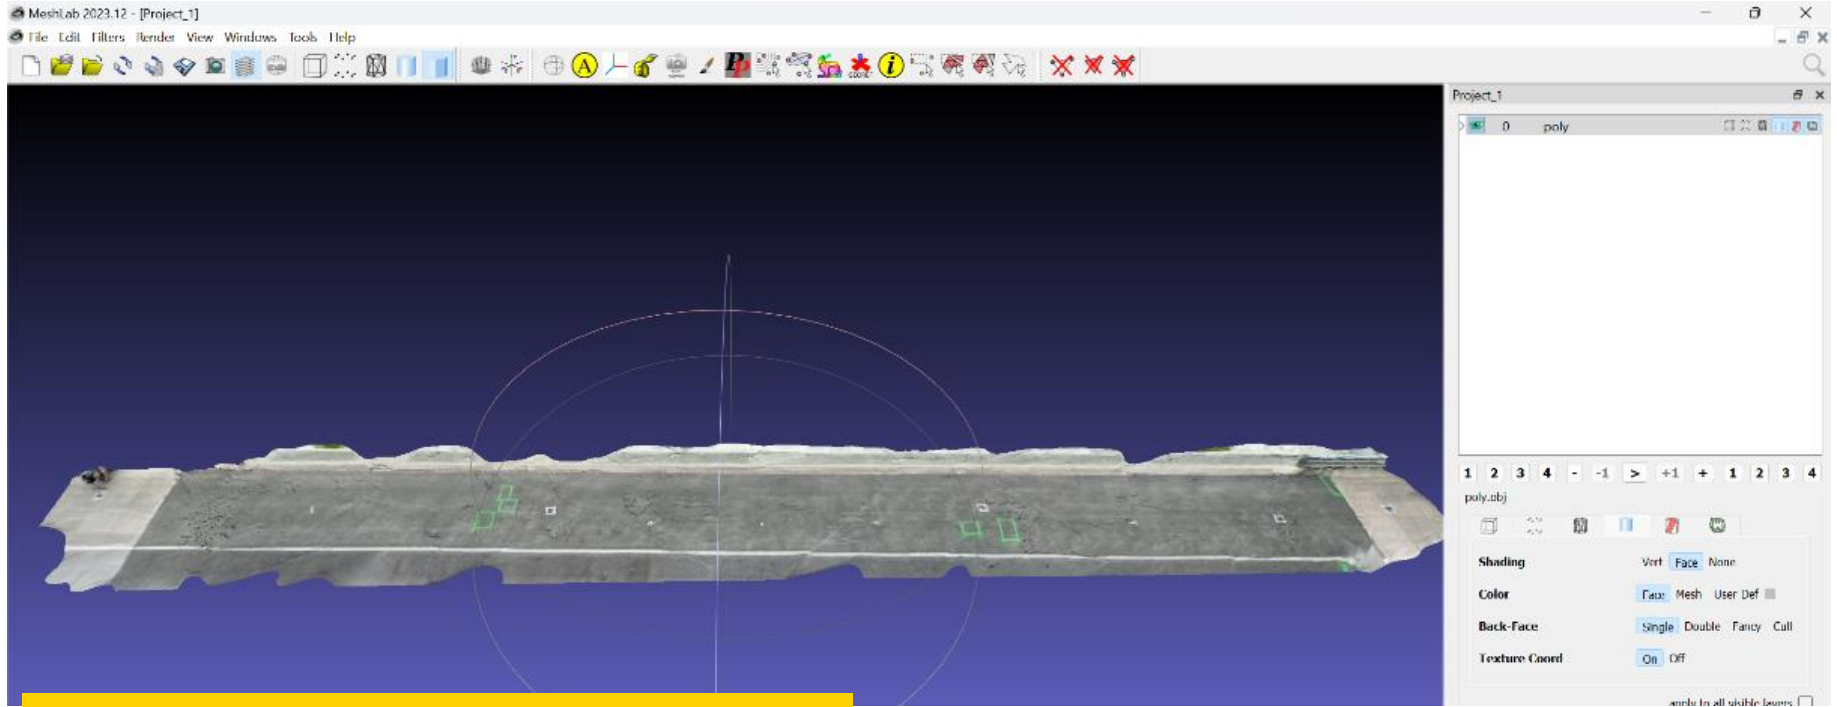 MeshLab 2023.12 - [Project_1]
File Edit Filters Render View Windows Tools Help
Project_1
0 poly
1 2 3 4 - -1 > +1 + 1 2 3 4
poly.obj
Shading Vert Face None
Color Face Mesh User Def
Back-Face Single Double Fancy Cull
Texture Coord On Off
apply to all visible layers